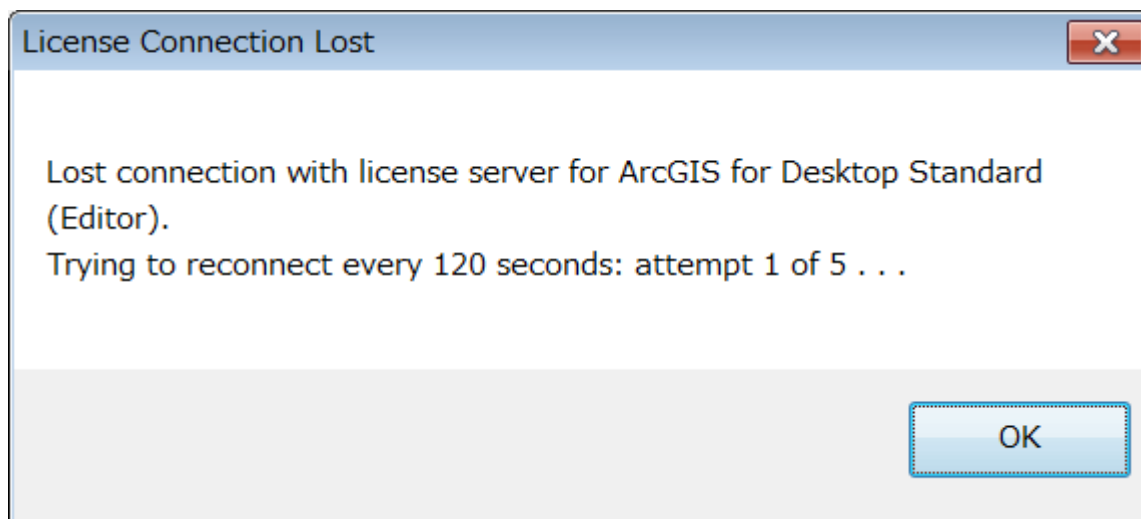 License Connection Lost
Lost connection with license server for ArcGIS for Desktop Standard
(Editor).
Trying to reconnect every 120 seconds: attempt 1 of 5 . . .
OK